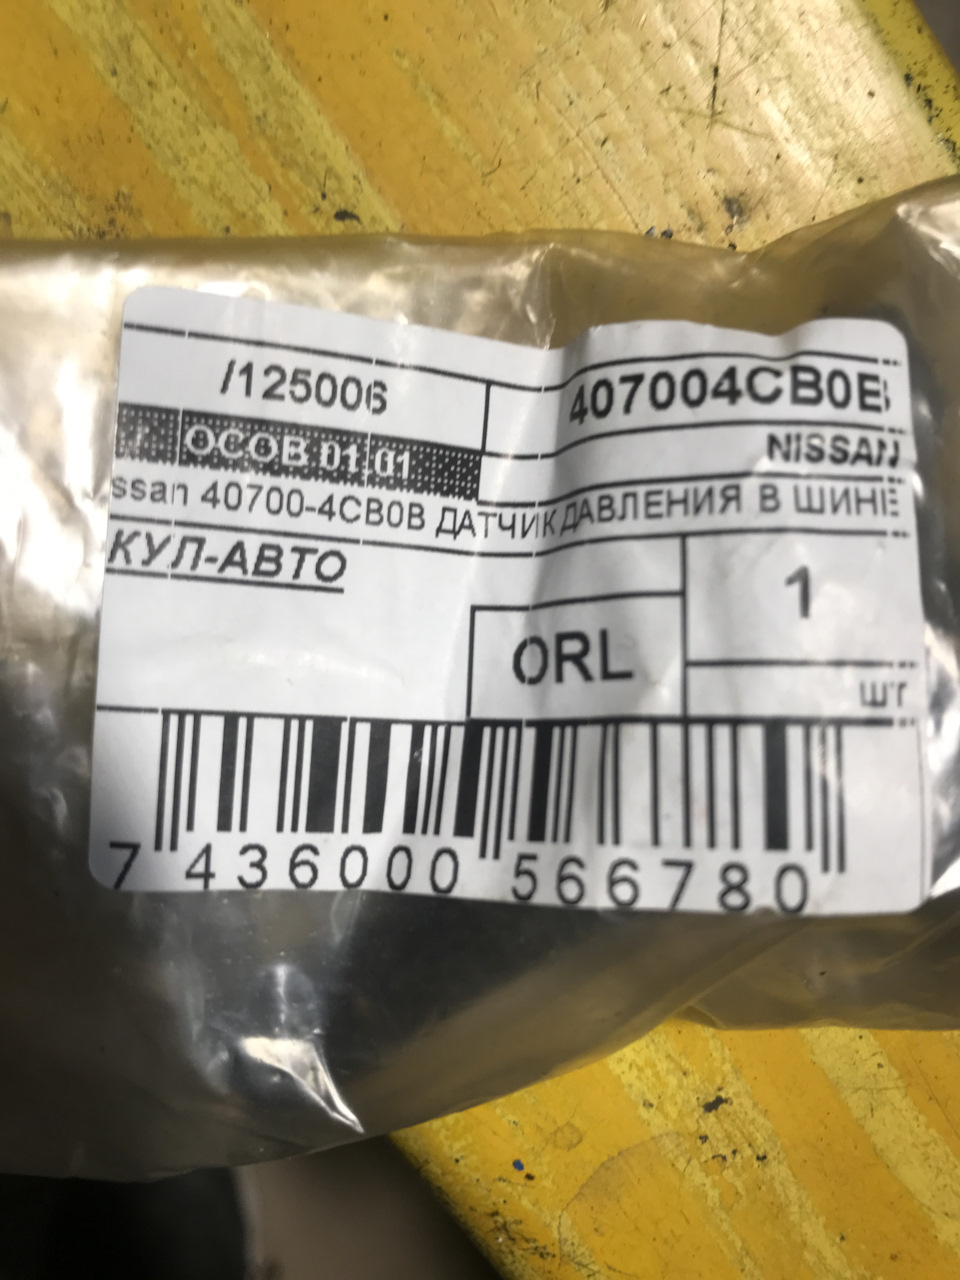 /125006
407004CB0B
ОСОВ 01 01
NISSAN
ssan 40700-4CB0B ДАТЧИК ДАВЛЕНИЯ В ШИНЕ
КУЛ-АВТО
1
ORL
шт
7 436000 566780